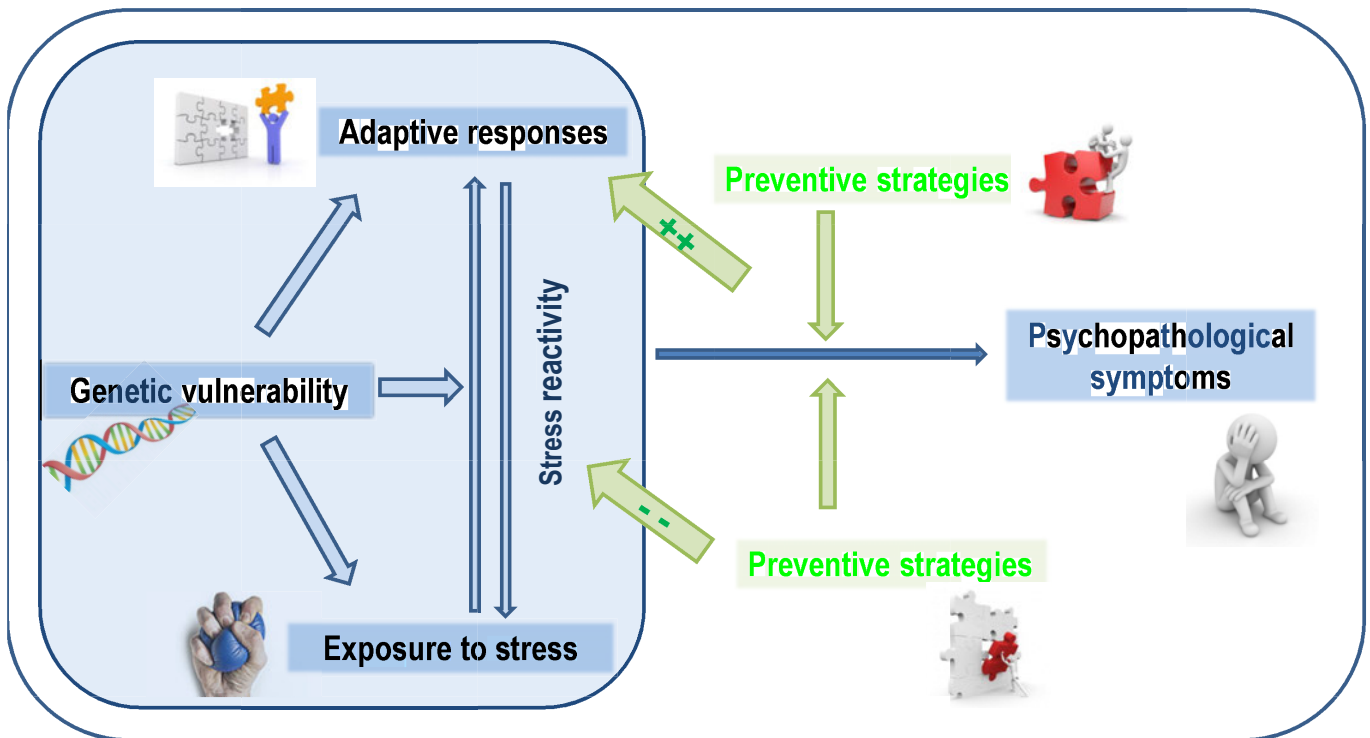 Adaptive responses
Preventive strategies
++
Stress reactivity
Psychopathological
symptoms
Genetic vulnerability
- -
Preventive strategies
Exposure to stress